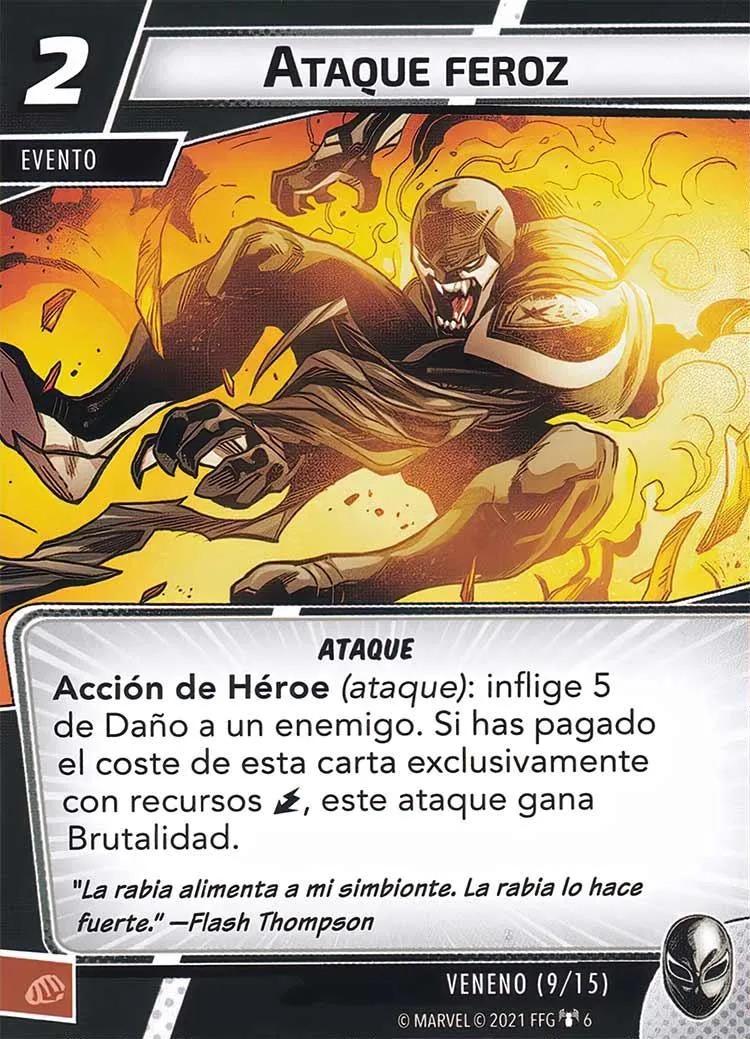 2
ATAQUE FEROZ
EVENTO
ATAQUE
Acción de Héroe (ataque): inflige 5
de Daño a un enemigo. Si has pagado
el coste de esta carta exclusivamente
con recursos , este ataque gana
Brutalidad.
"La rabia alimenta a mi simbionte. La rabia lo hace
fuerte." —Flash Thompson
VENENO (9/15)
© MARVEL © 2021 FFG 6